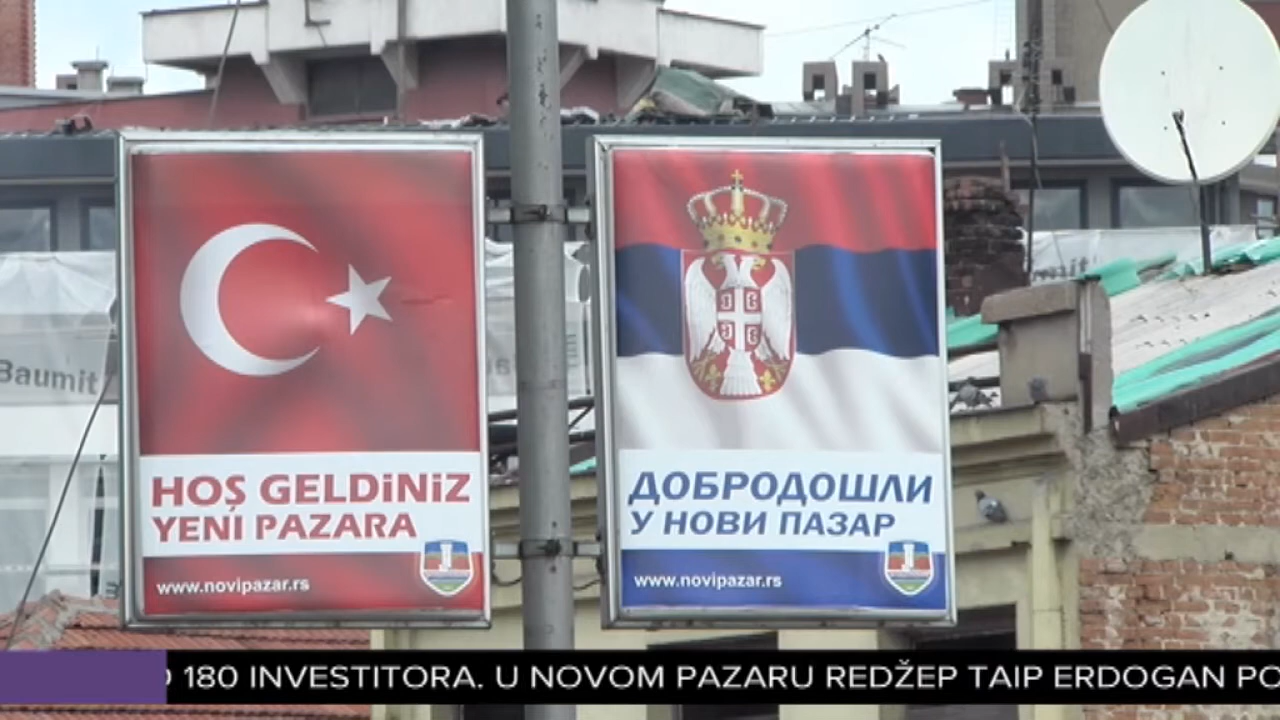 HOŞ GELDiNiZ
YENİ PAZARA
www.novipazar.rs
ДОБРОДОШЛИ
У НОВИ ПАЗАР
www.novipazar.rs
Baumit
180 INVESTITORA. U NOVOM PAZARU REDŽEP TAIP ERDOGAN PO